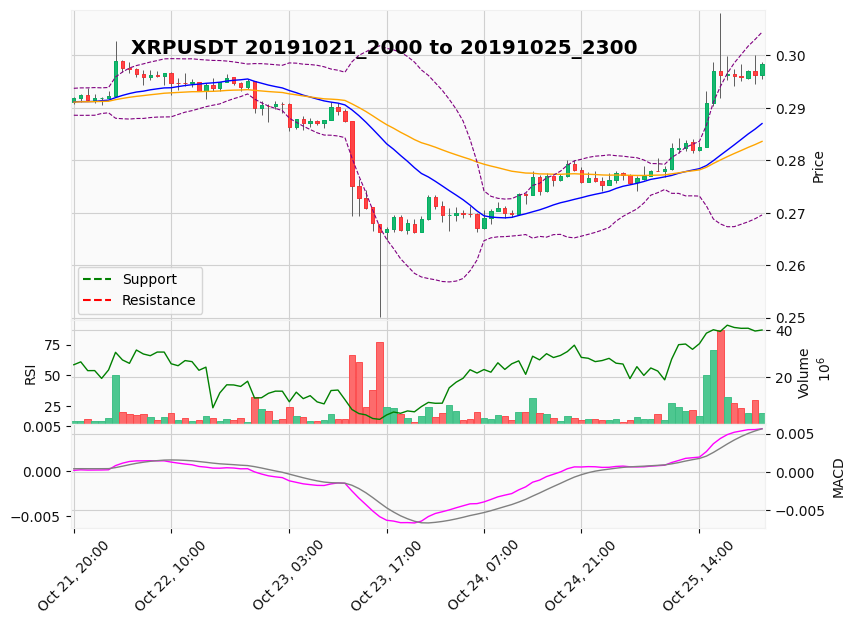 XRPUSDT 20191021_2000 to 20191025_2300
0.30
0.29
0.28
0.27
0.26
0.25
Price
Support
Resistance
75
50
25
RSI
40
20
Volume
10^6
0.005
0.000
−0.005
0.005
0.000
−0.005
MACD
Oct 21, 20:00
Oct 22, 10:00
Oct 23, 03:00
Oct 23, 17:00
Oct 24, 07:00
Oct 24, 21:00
Oct 25, 14:00